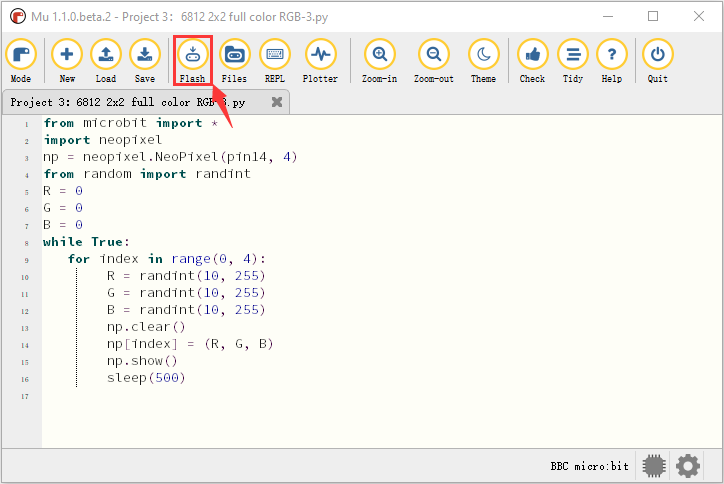 Mu 1.1.0.beta.2 - Project 3： 6812 2x2 full color RGB-3.py
Mode New Load Save Flash Files REPL Plotter Zoom-in Zoom-out Theme Check Tidy Help Quit
Project 3: 6812 2x2 full color RGB-3.py
1 from microbit import *
2 import neopixel
3 np = neopixel.NeoPixel(pin14, 4)
4 from random import randint
5 R = 0
6 G = 0
7 B = 0
8 while True:
9 for index in range(0, 4):
10 R = randint(10, 255)
11 G = randint(10, 255)
12 B = randint(10, 255)
13 np.clear()
14 np[index] = (R, G, B)
15 np.show()
16 sleep(500)
17
BBC micro:bit